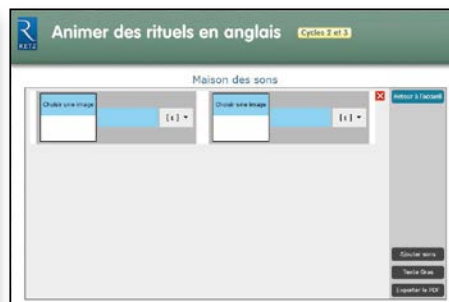 RETZ
Animer des rituels en anglais
Cycles 2 et 3
Maison des sons
Choisir une image
[ɛ]
Choisir une image
[ɪ]
Retour à l'accueil
Ajouter sons
Texte Gras
Exporter le PDF